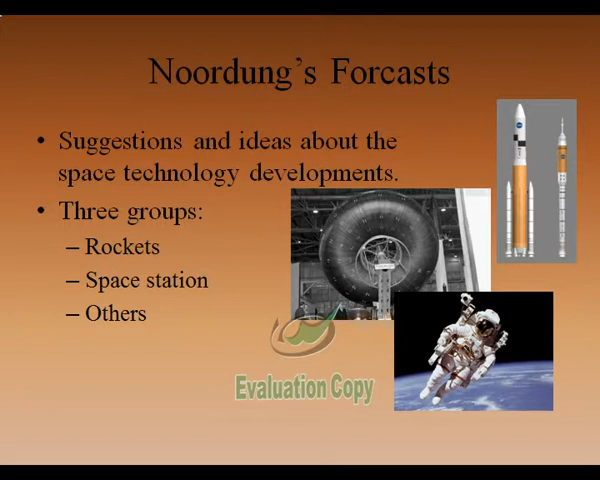 Noordung's Forcasts
• Suggestions and ideas about the
space technology developments.
• Three groups:
– Rockets
– Space station
– Others
Evaluation Copy